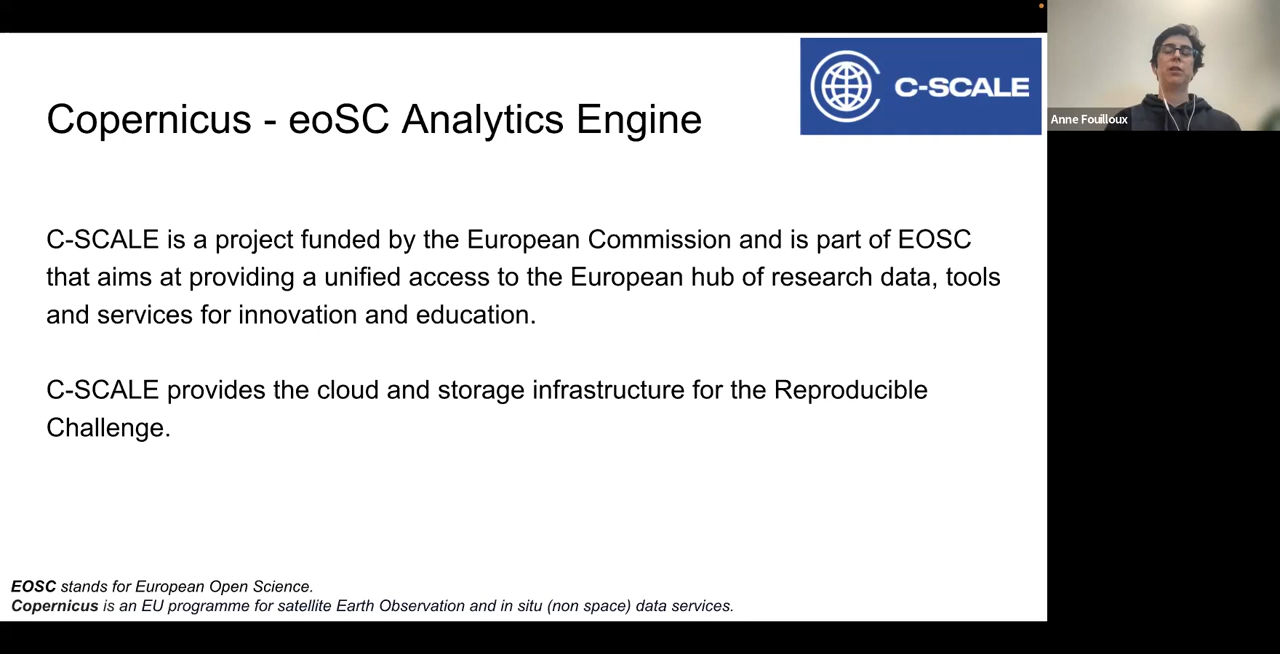 C-SCALE
Copernicus - eoSC Analytics Engine
Anne Fouilloux
C-SCALE is a project funded by the European Commission and is part of EOSC
that aims at providing a unified access to the European hub of research data, tools
and services for innovation and education.
C-SCALE provides the cloud and storage infrastructure for the Reproducible
Challenge.
EOSC stands for European Open Science.
Copernicus is an EU programme for satellite Earth Observation and in situ (non space) data services.